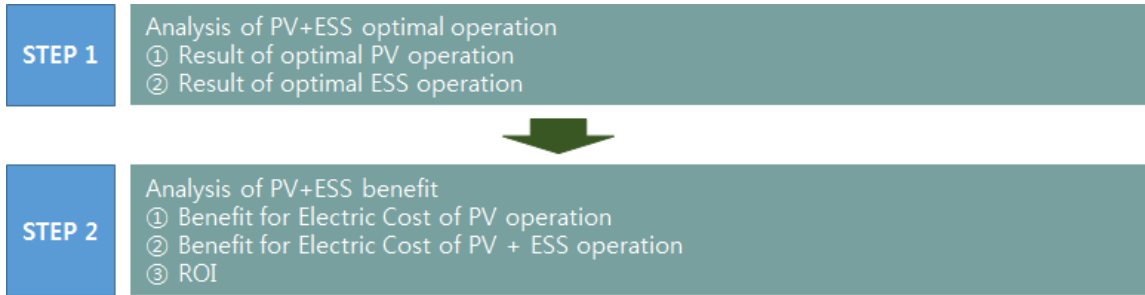 STEP 1
Analysis of PV+ESS optimal operation
① Result of optimal PV operation
② Result of optimal ESS operation
STEP 2
Analysis of PV+ESS benefit
① Benefit for Electric Cost of PV operation
② Benefit for Electric Cost of PV + ESS operation
③ ROI